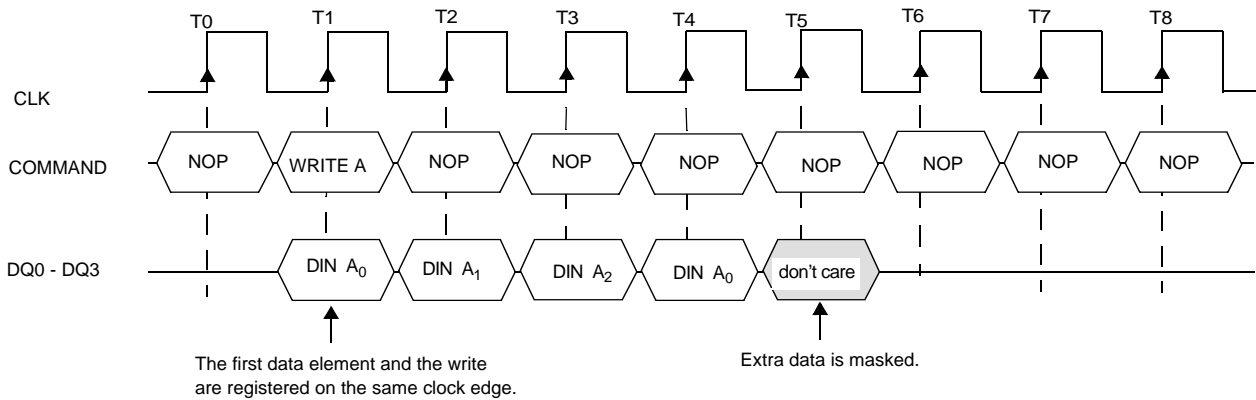 T0 T1 T2 T3 T4 T5 T6 T7 T8
CLK
COMMAND NOP WRITE A NOP NOP NOP NOP NOP NOP NOP
DQ0 - DQ3 DIN A0 DIN A1 DIN A2 DIN A0 don't care
The first data element and the write
are registered on the same clock edge.
Extra data is masked.